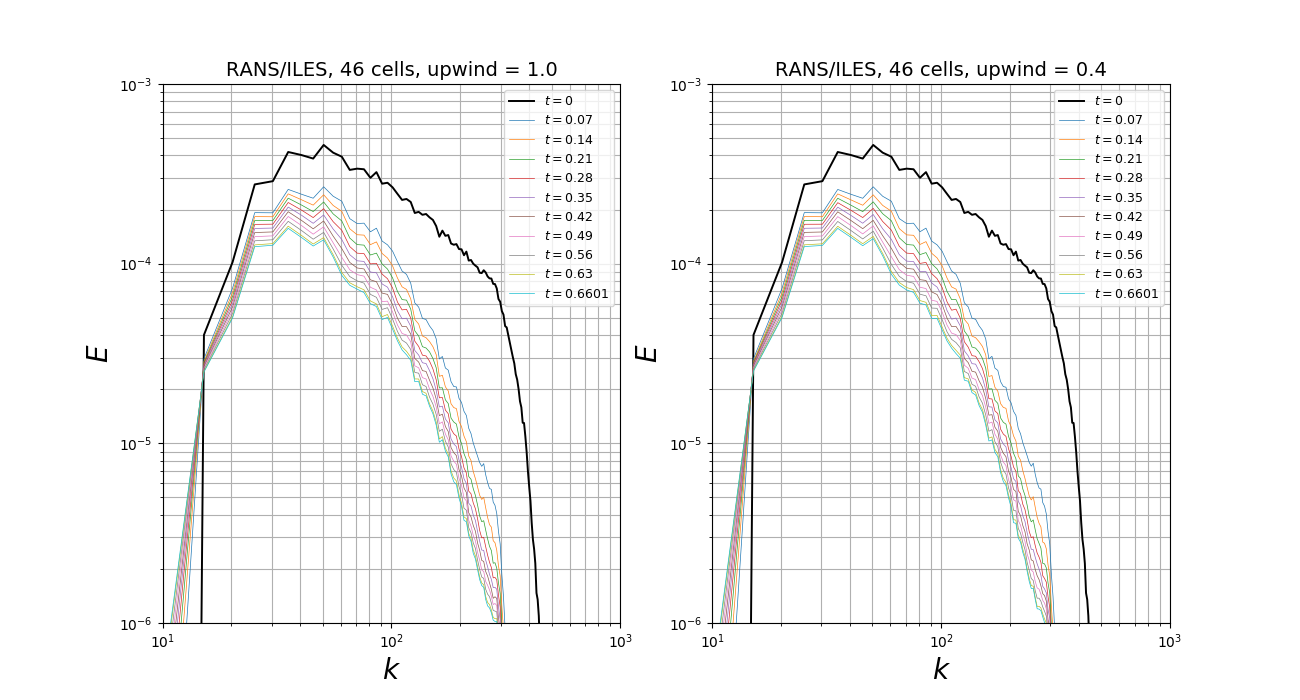 RANS/ILES, 46 cells, upwind = 1.0
10⁻³
10⁻⁴
10⁻⁵
10⁻⁶
E
t = 0
t = 0.07
t = 0.14
t = 0.21
t = 0.28
t = 0.35
t = 0.42
t = 0.49
t = 0.56
t = 0.63
t = 0.6601
10¹ 10² 10³
k
RANS/ILES, 46 cells, upwind = 0.4
10⁻³
10⁻⁴
10⁻⁵
10⁻⁶
E
t = 0
t = 0.07
t = 0.14
t = 0.21
t = 0.28
t = 0.35
t = 0.42
t = 0.49
t = 0.56
t = 0.63
t = 0.6601
10¹ 10² 10³
k